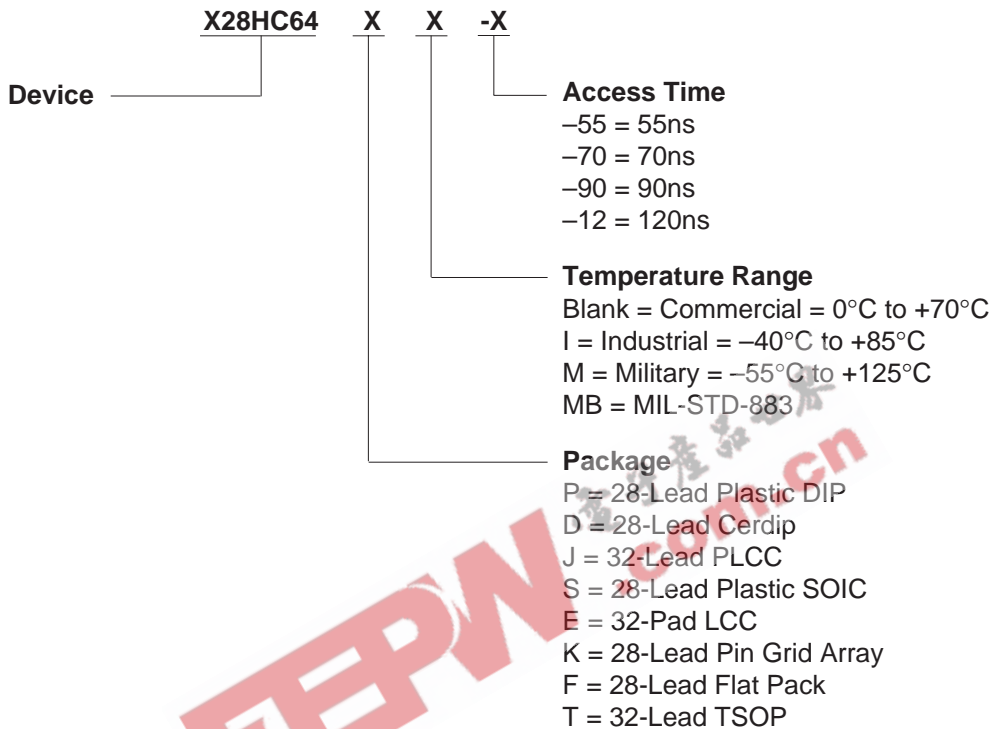 X28HC64 X X -X
Device
Access Time
–55 = 55ns
–70 = 70ns
–90 = 90ns
–12 = 120ns
Temperature Range
Blank = Commercial = 0°C to +70°C
I = Industrial = –40°C to +85°C
M = Military = –55°C to +125°C
MB = MIL-STD-883
Package
P = 28-Lead Plastic DIP
D = 28-Lead Cerdip
J = 32-Lead PLCC
S = 28-Lead Plastic SOIC
E = 32-Pad LCC
K = 28-Lead Pin Grid Array
F = 28-Lead Flat Pack
T = 32-Lead TSOP
EEPW
.com.cn